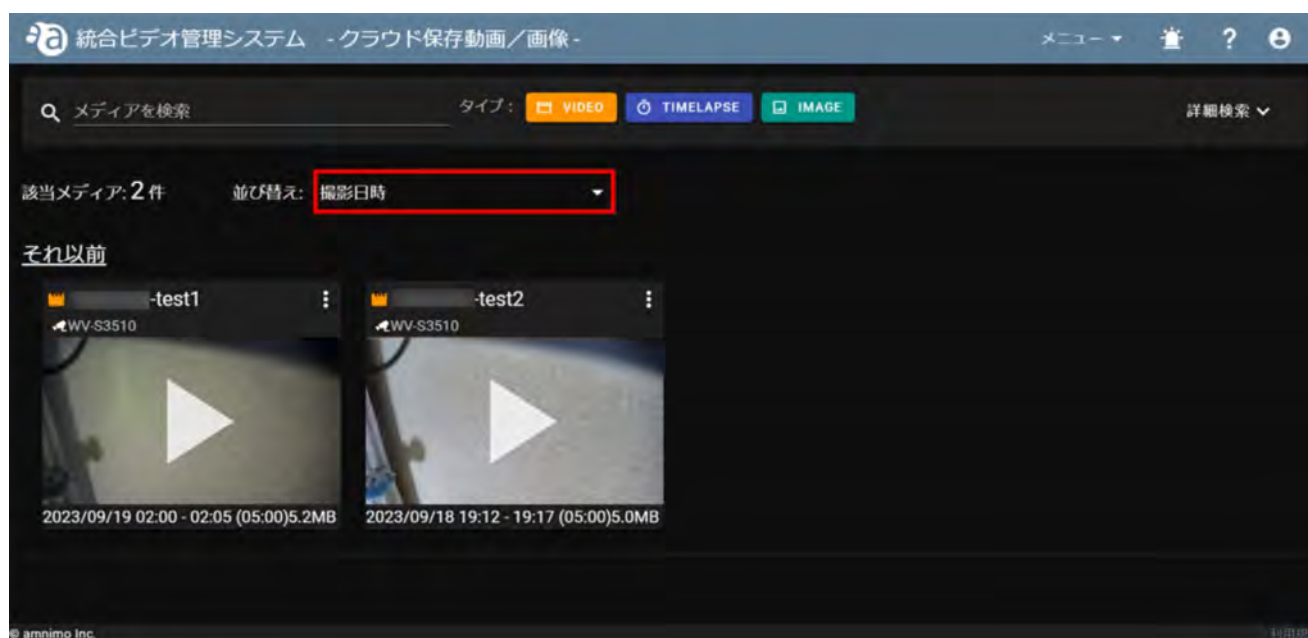 統合ビデオ管理システム - クラウド保存動画／画像 -
メニュー
?
メディアを検索
タイプ : VIDEO TIMELAPSE IMAGE
詳細検索
該当メディア: 2 件 並び替え: 撮影日時
それ以前
-test1
WV-S3510
2023/09/19 02:00 - 02:05 (05:00)5.2MB
-test2
WV-S3510
2023/09/18 19:12 - 19:17 (05:00)5.0MB
© amnimo Inc.